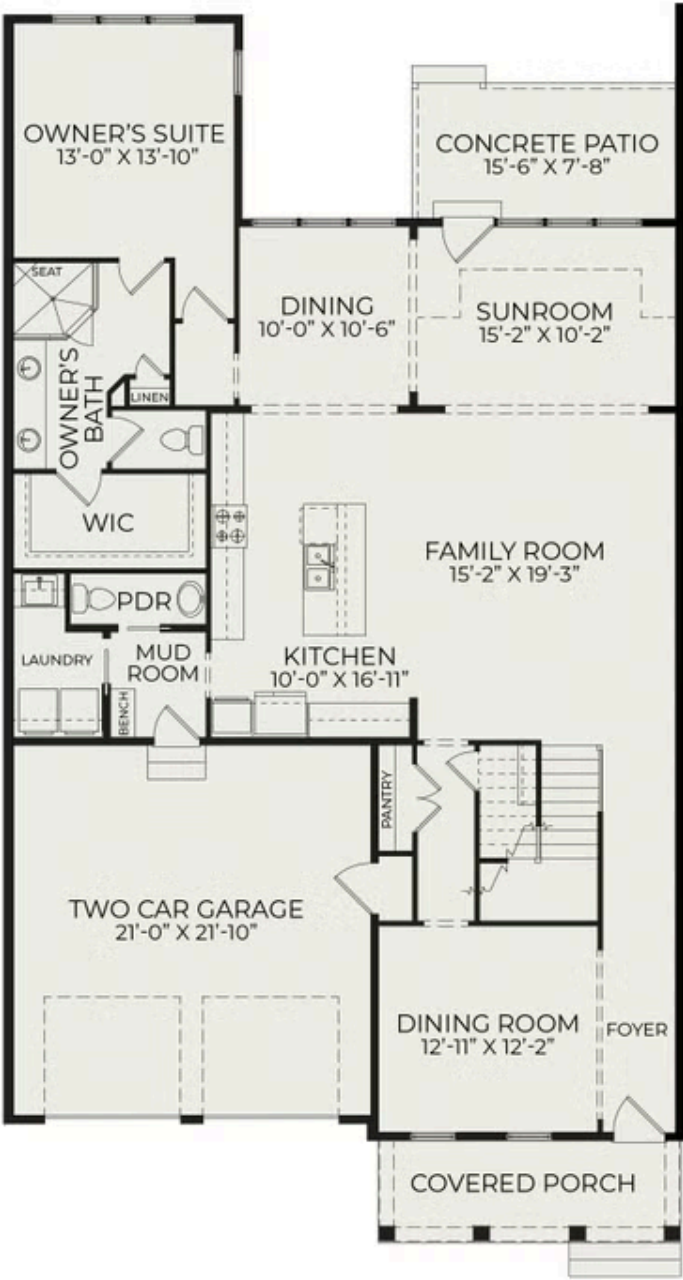 OWNER'S SUITE
13'-0" X 13'-10"
CONCRETE PATIO
15'-6" X 7'-8"
SEAT
DINING
10'-0" X 10'-6"
SUNROOM
15'-2" X 10'-2"
OWNER'S
BATH
LINEN
WIC
FAMILY ROOM
15'-2" X 19'-3"
PDR
LAUNDRY
MUD
ROOM
BENCH
KITCHEN
10'-0" X 16'-11"
PANTRY
TWO CAR GARAGE
21'-0" X 21'-10"
DINING ROOM
12'-11" X 12'-2"
FOYER
COVERED PORCH